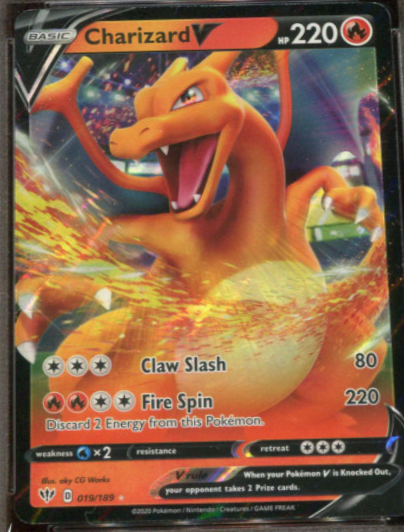 BASIC Charizard V HP 220
Claw Slash 80
Fire Spin 220
Discard 2 Energy from this Pokémon.
weakness ×2 resistance retreat
V rule When your Pokémon V is Knocked Out,
your opponent takes 2 Prize cards.
Illus. aky CG Works
D 019/189
©2020 Pokémon / Nintendo / Creatures / GAME FREAK